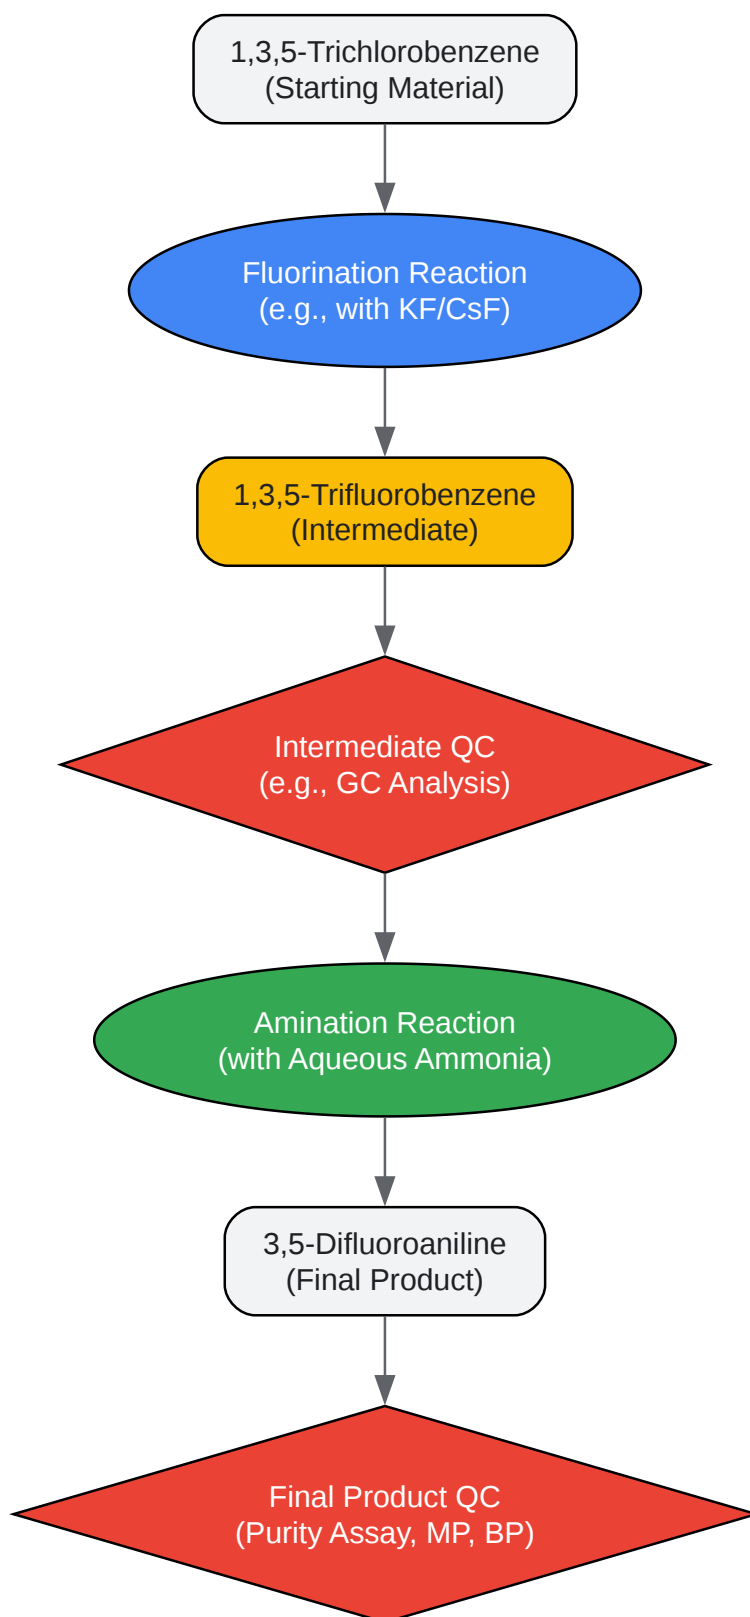 1,3,5-Trichlorobenzene
(Starting Material)
Fluorination Reaction
(e.g., with KF/CsF)
1,3,5-Trifluorobenzene
(Intermediate)
Intermediate QC
(e.g., GC Analysis)
Amination Reaction
(with Aqueous Ammonia)
3,5-Difluoroaniline
(Final Product)
Final Product QC
(Purity Assay, MP, BP)